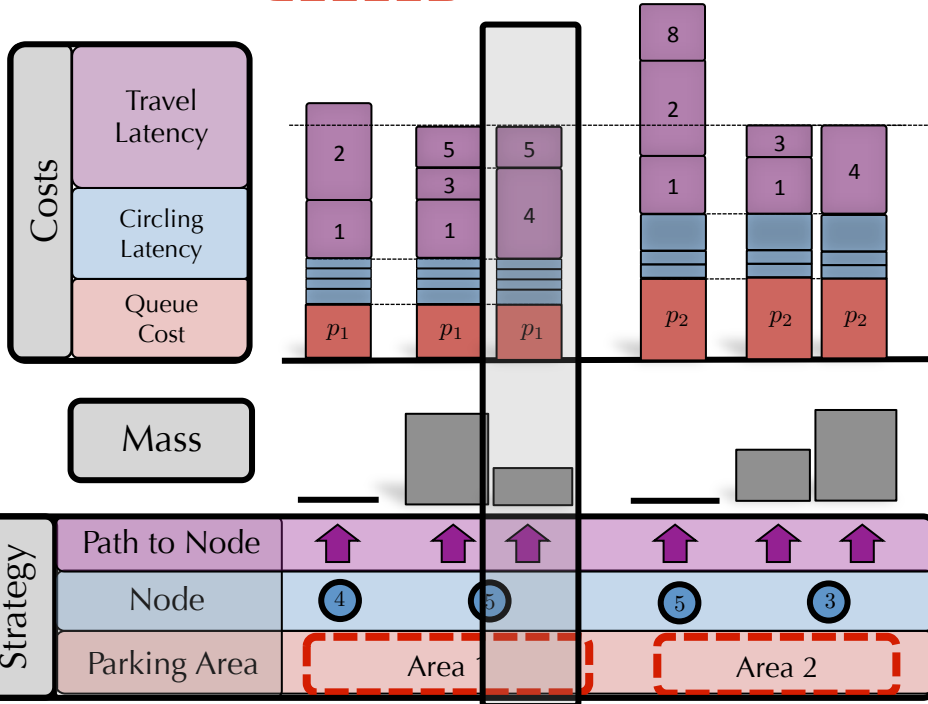 Costs
Travel
Latency
Circling
Latency
Queue
Cost
2
1
p1
5
3
1
p1
5
4
p1
8
2
1
p2
3
1
p2
4
p2
Mass
Strategy
Path to Node
Node
4
5
5
3
Parking Area
Area 1
Area 2